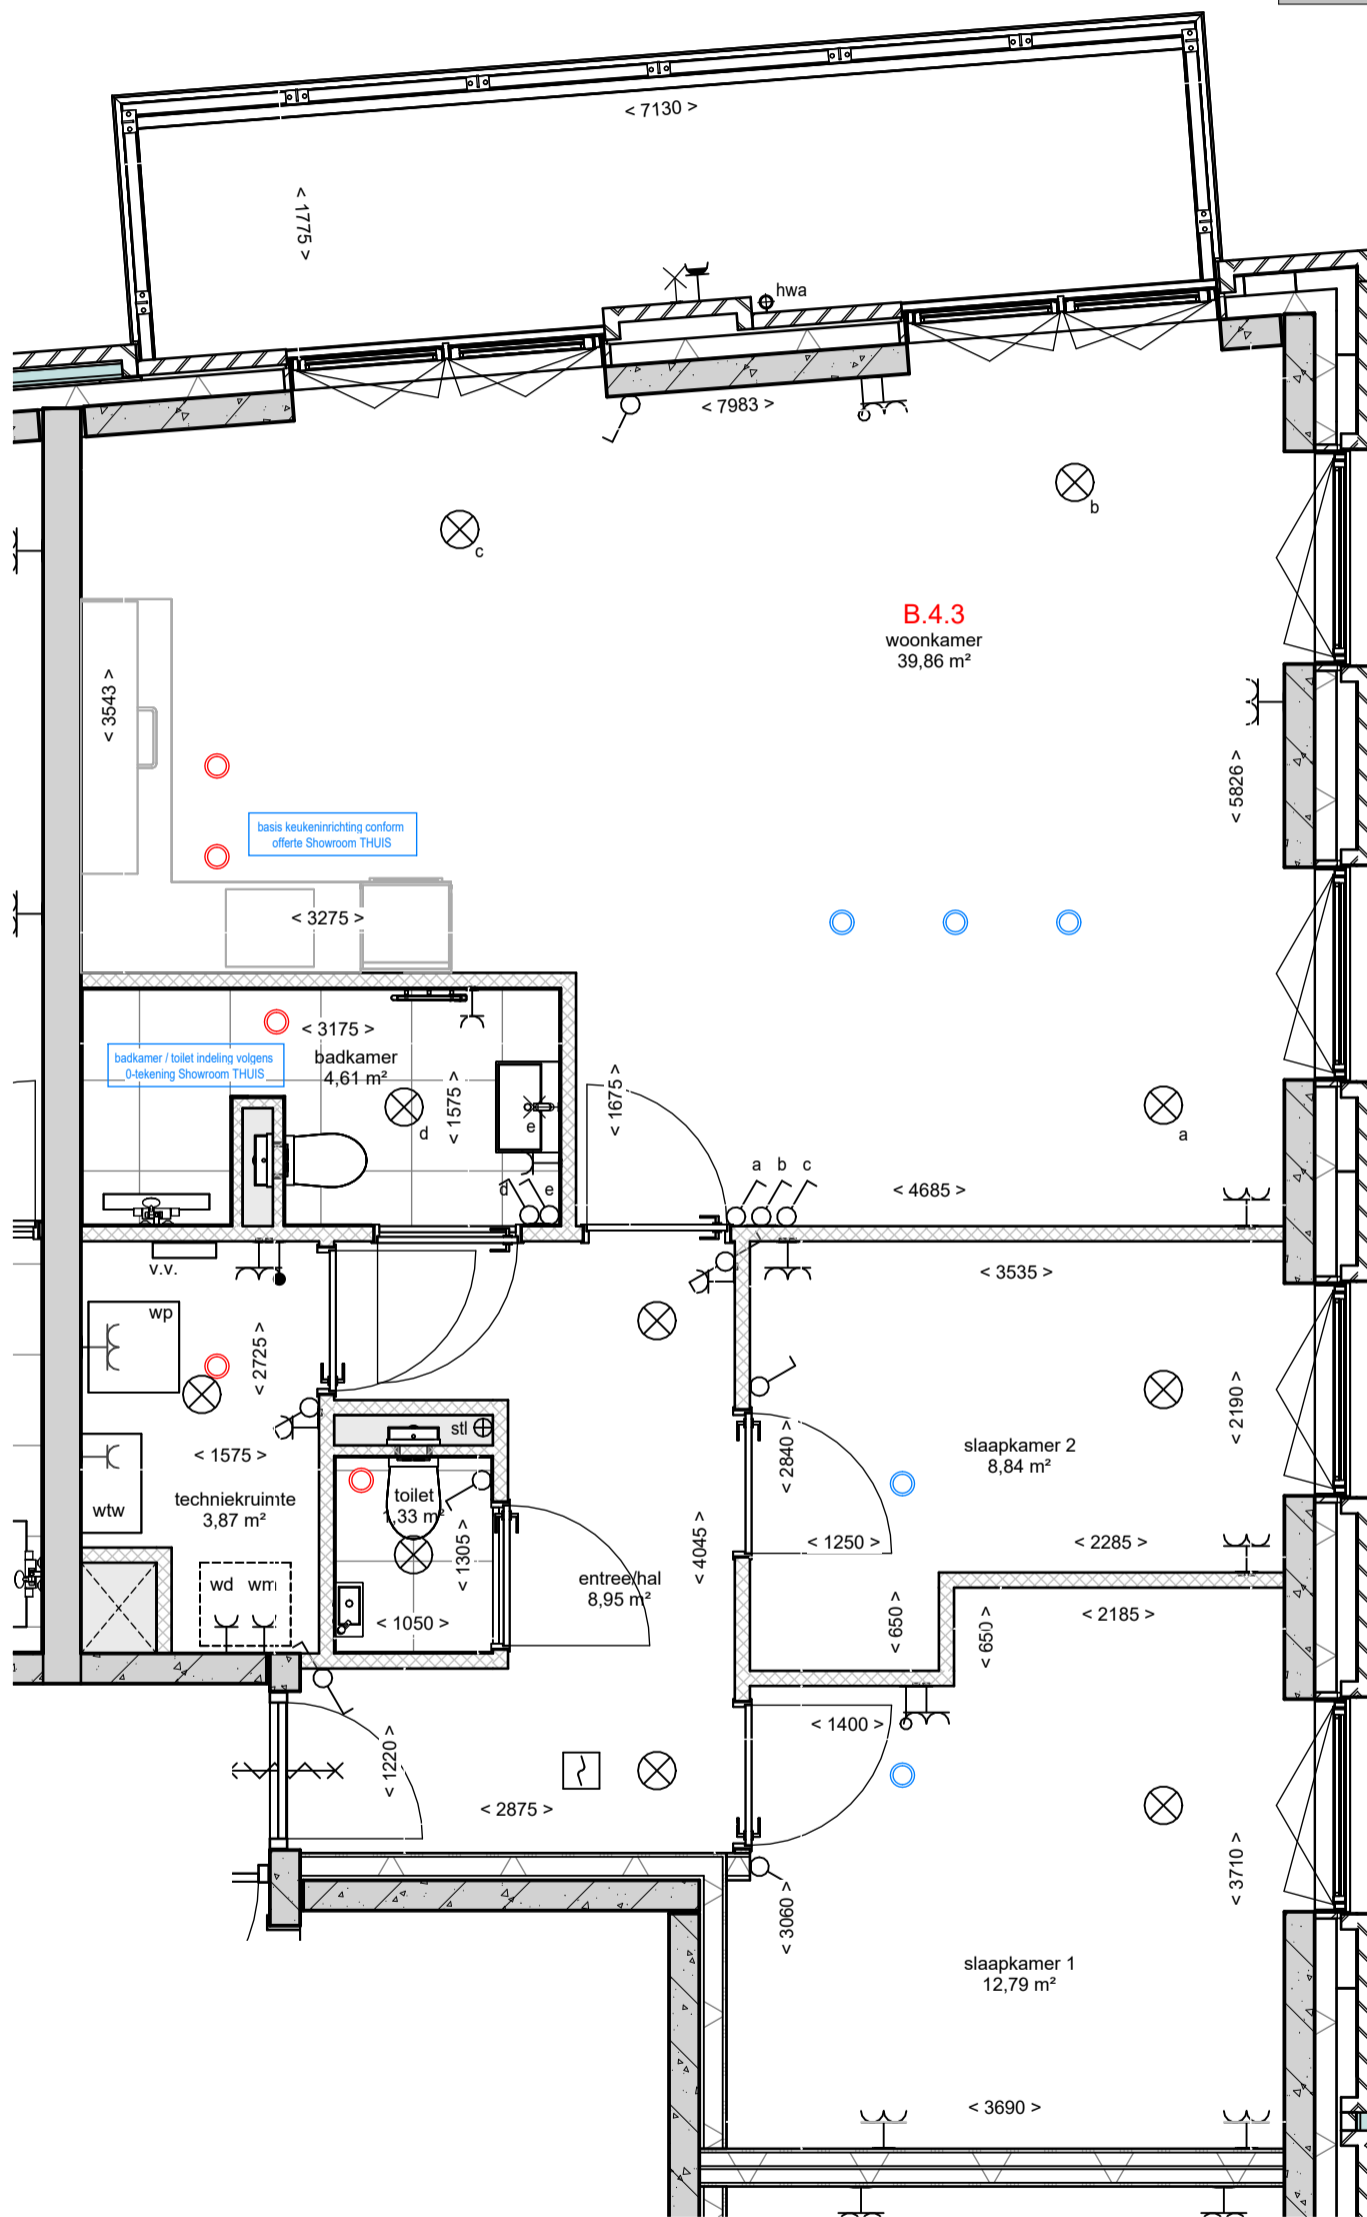 < 7130 >
< 1775 >
hwa
< 7983 >
c
b
B.4.3
woonkamer
39,86 m²
< 3543 >
< 5826 >
basis keukeninrichting conform
offerte Showroom THUIS
< 3275 >
< 3175 >
badkamer
4,61 m²
badkamer / toilet indeling volgens
0-tekening Showroom THUIS
< 1575 >
< 1675 >
e
d
a
d
e
a
b
c
< 4685 >
v.v.
< 3535 >
wp
< 2725 >
< 2190 >
stl
< 2840 >
slaapkamer 2
8,84 m²
< 1575 >
wtw
techniekruimte
3,87 m²
toilet
1,33 m²
< 1305 >
< 4045 >
< 1250 >
< 2285 >
wd
wm
entree/hal
8,95 m²
< 1050 >
< 650 >
< 650 >
< 2185 >
< 1220 >
< 1400 >
< 2875 >
< 3710 >
< 3060 >
slaapkamer 1
12,79 m²
< 3690 >